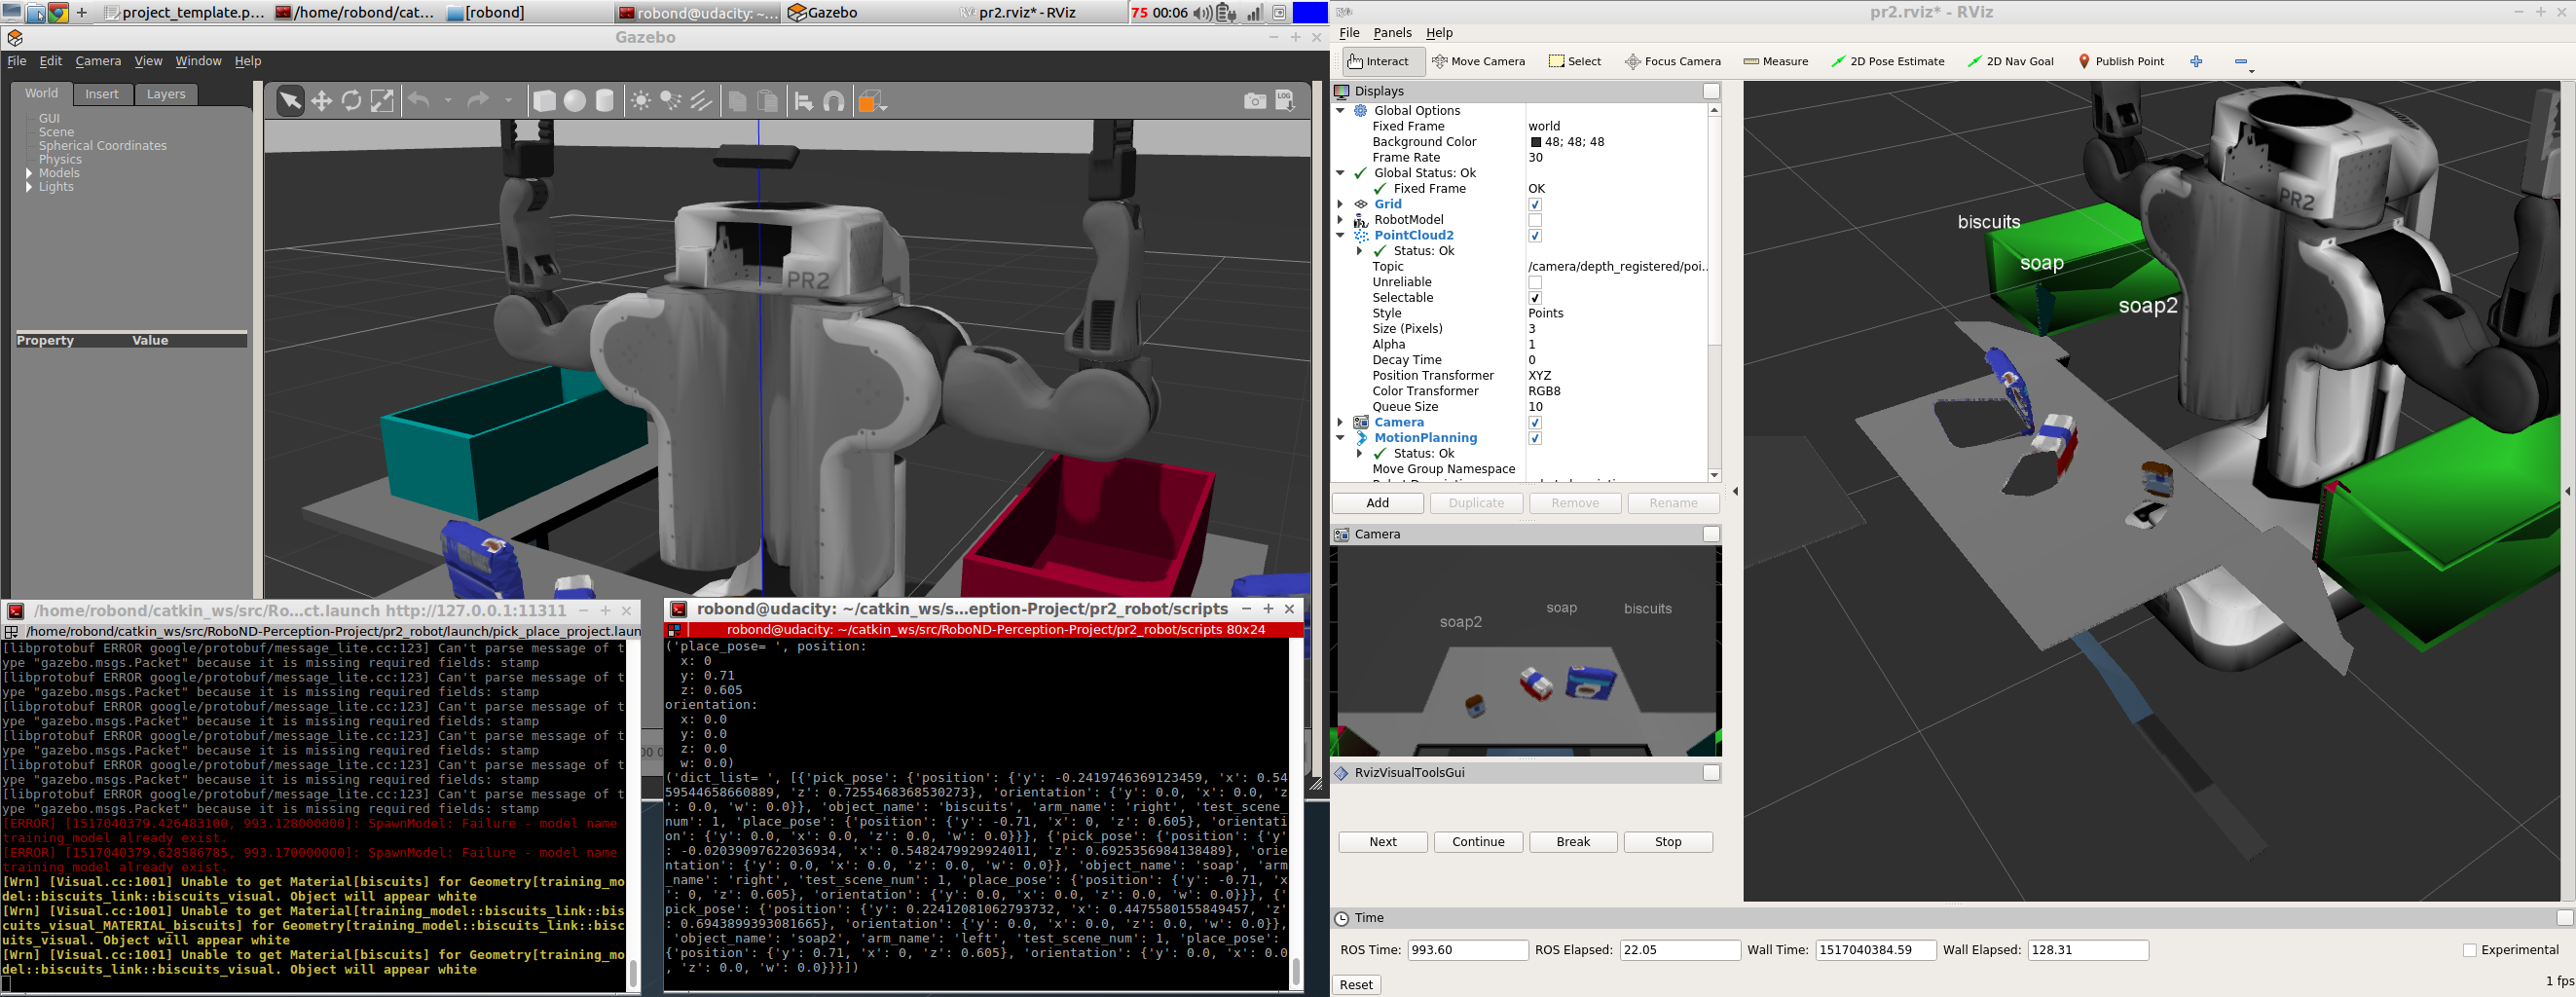 project_template.p...
/home/robond/cat...
[robond]
robond@udacity: ~...
Gazebo
pr2.rviz* - RViz
75 00:06
Gazebo
File Edit Camera View Window Help
World Insert Layers
GUI
Scene
Spherical Coordinates
Physics
Models
Lights
Property Value
LOG
PR2
/home/robond/catkin_ws/src/Ro...ct.launch http://127.0.0.1:11311
/home/robond/catkin_ws/src/RoboND-Perception-Project/pr2_robot/launch/pick_place_project.laun
[libprotobuf ERROR google/protobuf/message_lite.cc:123] Can't parse message of t
ype "gazebo.msgs.Packet" because it is missing required fields: stamp
[libprotobuf ERROR google/protobuf/message_lite.cc:123] Can't parse message of t
ype "gazebo.msgs.Packet" because it is missing required fields: stamp
[libprotobuf ERROR google/protobuf/message_lite.cc:123] Can't parse message of t
ype "gazebo.msgs.Packet" because it is missing required fields: stamp
[libprotobuf ERROR google/protobuf/message_lite.cc:123] Can't parse message of t
ype "gazebo.msgs.Packet" because it is missing required fields: stamp
[libprotobuf ERROR google/protobuf/message_lite.cc:123] Can't parse message of t
ype "gazebo.msgs.Packet" because it is missing required fields: stamp
[libprotobuf ERROR google/protobuf/message_lite.cc:123] Can't parse message of t
ype "gazebo.msgs.Packet" because it is missing required fields: stamp
[ERROR] [1517040379.426483100, 993.128000000]: SpawnModel: Failure - model name
training_model already exist.
[ERROR] [1517040379.628586785, 993.170000000]: SpawnModel: Failure - model name
training_model already exist.
[Wrn] [Visual.cc:1001] Unable to get Material[biscuits] for Geometry[training_mo
del::biscuits_link::biscuits_visual. Object will appear white
[Wrn] [Visual.cc:1001] Unable to get Material[training_model::biscuits_link::bis
cuits_visual_MATERIAL_biscuits] for Geometry[training_model::biscuits_link::bisc
uits_visual. Object will appear white
[Wrn] [Visual.cc:1001] Unable to get Material[biscuits] for Geometry[training_mo
del::biscuits_link::biscuits_visual. Object will appear white
robond@udacity: ~/catkin_ws/s...eption-Project/pr2_robot/scripts
robond@udacity: ~/catkin_ws/src/RoboND-Perception-Project/pr2_robot/scripts 80x24
('place_pose= ', position:
x: 0
y: 0.71
z: 0.605
orientation:
x: 0.0
y: 0.0
z: 0.0
w: 0.0)
('dict_list= ', [{'pick_pose': {'position': {'y': -0.2419746369123459, 'x': 0.54
59544658660889, 'z': 0.7255468368530273}, 'orientation': {'y': 0.0, 'x': 0.0, 'z
': 0.0, 'w': 0.0}}, 'object_name': 'biscuits', 'arm_name': 'right', 'test_scene_
num': 1, 'place_pose': {'position': {'y': -0.71, 'x': 0, 'z': 0.605}, 'orientati
on': {'y': 0.0, 'x': 0.0, 'z': 0.0, 'w': 0.0}}}, {'pick_pose': {'position': {'y'
: -0.02039097622036934, 'x': 0.5482479929924011, 'z': 0.6925356984138489}, 'orie
ntation': {'y': 0.0, 'x': 0.0, 'z': 0.0, 'w': 0.0}}, 'object_name': 'soap', 'arm
_name': 'right', 'test_scene_num': 1, 'place_pose': {'position': {'y': -0.71, 'x
': 0, 'z': 0.605}, 'orientation': {'y': 0.0, 'x': 0.0, 'z': 0.0, 'w': 0.0}}}, {'
pick_pose': {'position': {'y': 0.22412081062793732, 'x': 0.4475580155849457, 'z'
: 0.6943899393081665}, 'orientation': {'y': 0.0, 'x': 0.0, 'z': 0.0, 'w': 0.0}},
'object_name': 'soap2', 'arm_name': 'left', 'test_scene_num': 1, 'place_pose':
{'position': {'y': 0.71, 'x': 0, 'z': 0.605}, 'orientation': {'y': 0.0, 'x': 0.0
, 'z': 0.0, 'w': 0.0}}}])
pr2.rviz* - RViz
File Panels Help
Interact Move Camera Select Focus Camera Measure 2D Pose Estimate 2D Nav Goal Publish Point
Displays
Global Options
Fixed Frame world
Background Color 48; 48; 48
Frame Rate 30
Global Status: Ok
Fixed Frame OK
Grid
RobotModel
PointCloud2
Status: Ok
Topic /camera/depth_registered/poi...
Unreliable
Selectable
Style Points
Size (Pixels) 3
Alpha 1
Decay Time 0
Position Transformer XYZ
Color Transformer RGB8
Queue Size 10
Camera
MotionPlanning
Status: Ok
Move Group Namespace
Add Duplicate Remove Rename
Camera
soap2 soap biscuits
RvizVisualToolsGui
Next Continue Break Stop
biscuits
soap
soap2
PR2
Time
ROS Time: 993.60 ROS Elapsed: 22.05 Wall Time: 1517040384.59 Wall Elapsed: 128.31 Experimental
Reset 1 fps